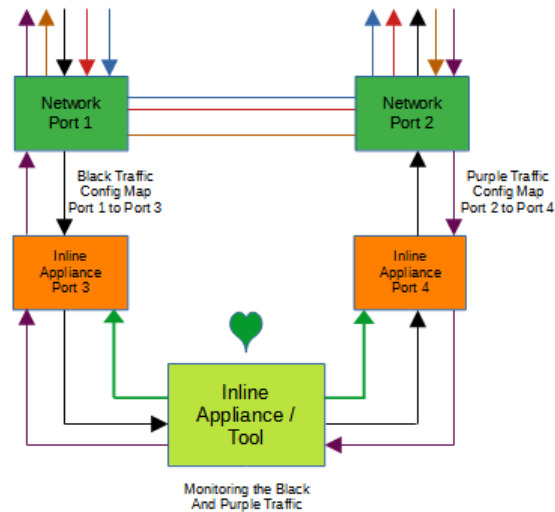 Network
Port 1
Network
Port 2
Black Traffic
Config Map
Port 1 to Port 3
Purple Traffic
Config Map
Port 2 to Port 4
Inline
Appliance
Port 3
Inline
Appliance
Port 4
Inline
Appliance /
Tool
Monitoring the Black
And Purple Traffic